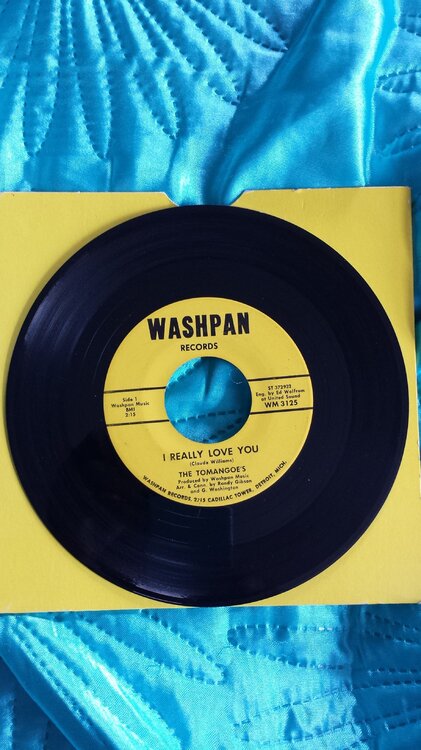 WASHPAN
RECORDS
Side 1
Washpan Music
BMI
2:15
ST 372922
Eng. by Ed Wolfrum
at United Sound
WM 3125
I REALLY LOVE YOU
(Claude Williams)
THE TOMANGOE'S
Produced by Washpan Music
Arr. & Conn. by Randy Gibson
and G. Washington
WASHPAN RECORDS, 2715 CADILLAC TOWER, DETROIT, MICH.